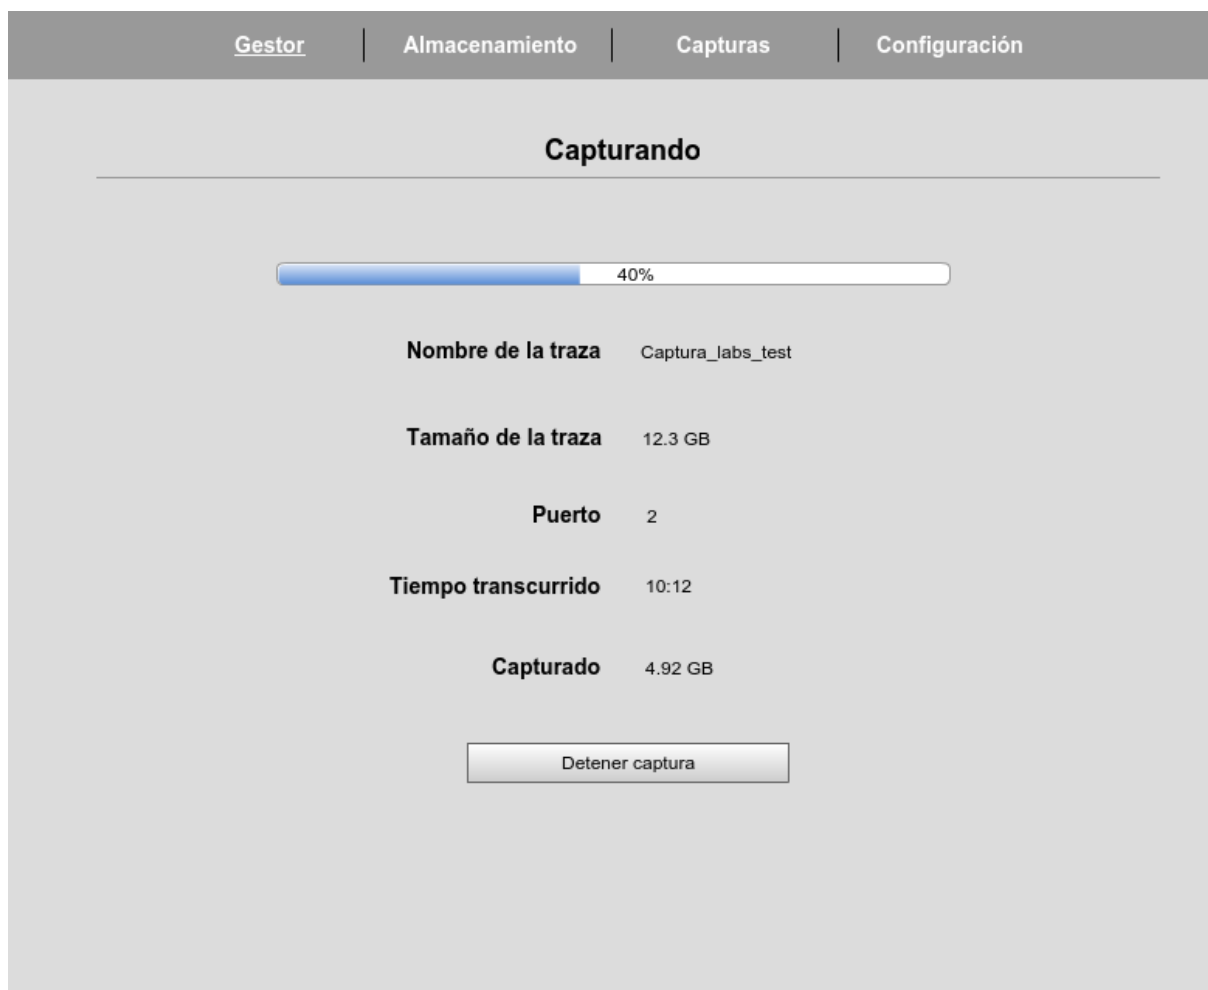 Gestor Almacenamiento Capturas Configuración
Capturando
40%
Nombre de la traza Captura_labs_test
Tamaño de la traza 12.3 GB
Puerto 2
Tiempo transcurrido 10:12
Capturado 4.92 GB
Detener captura